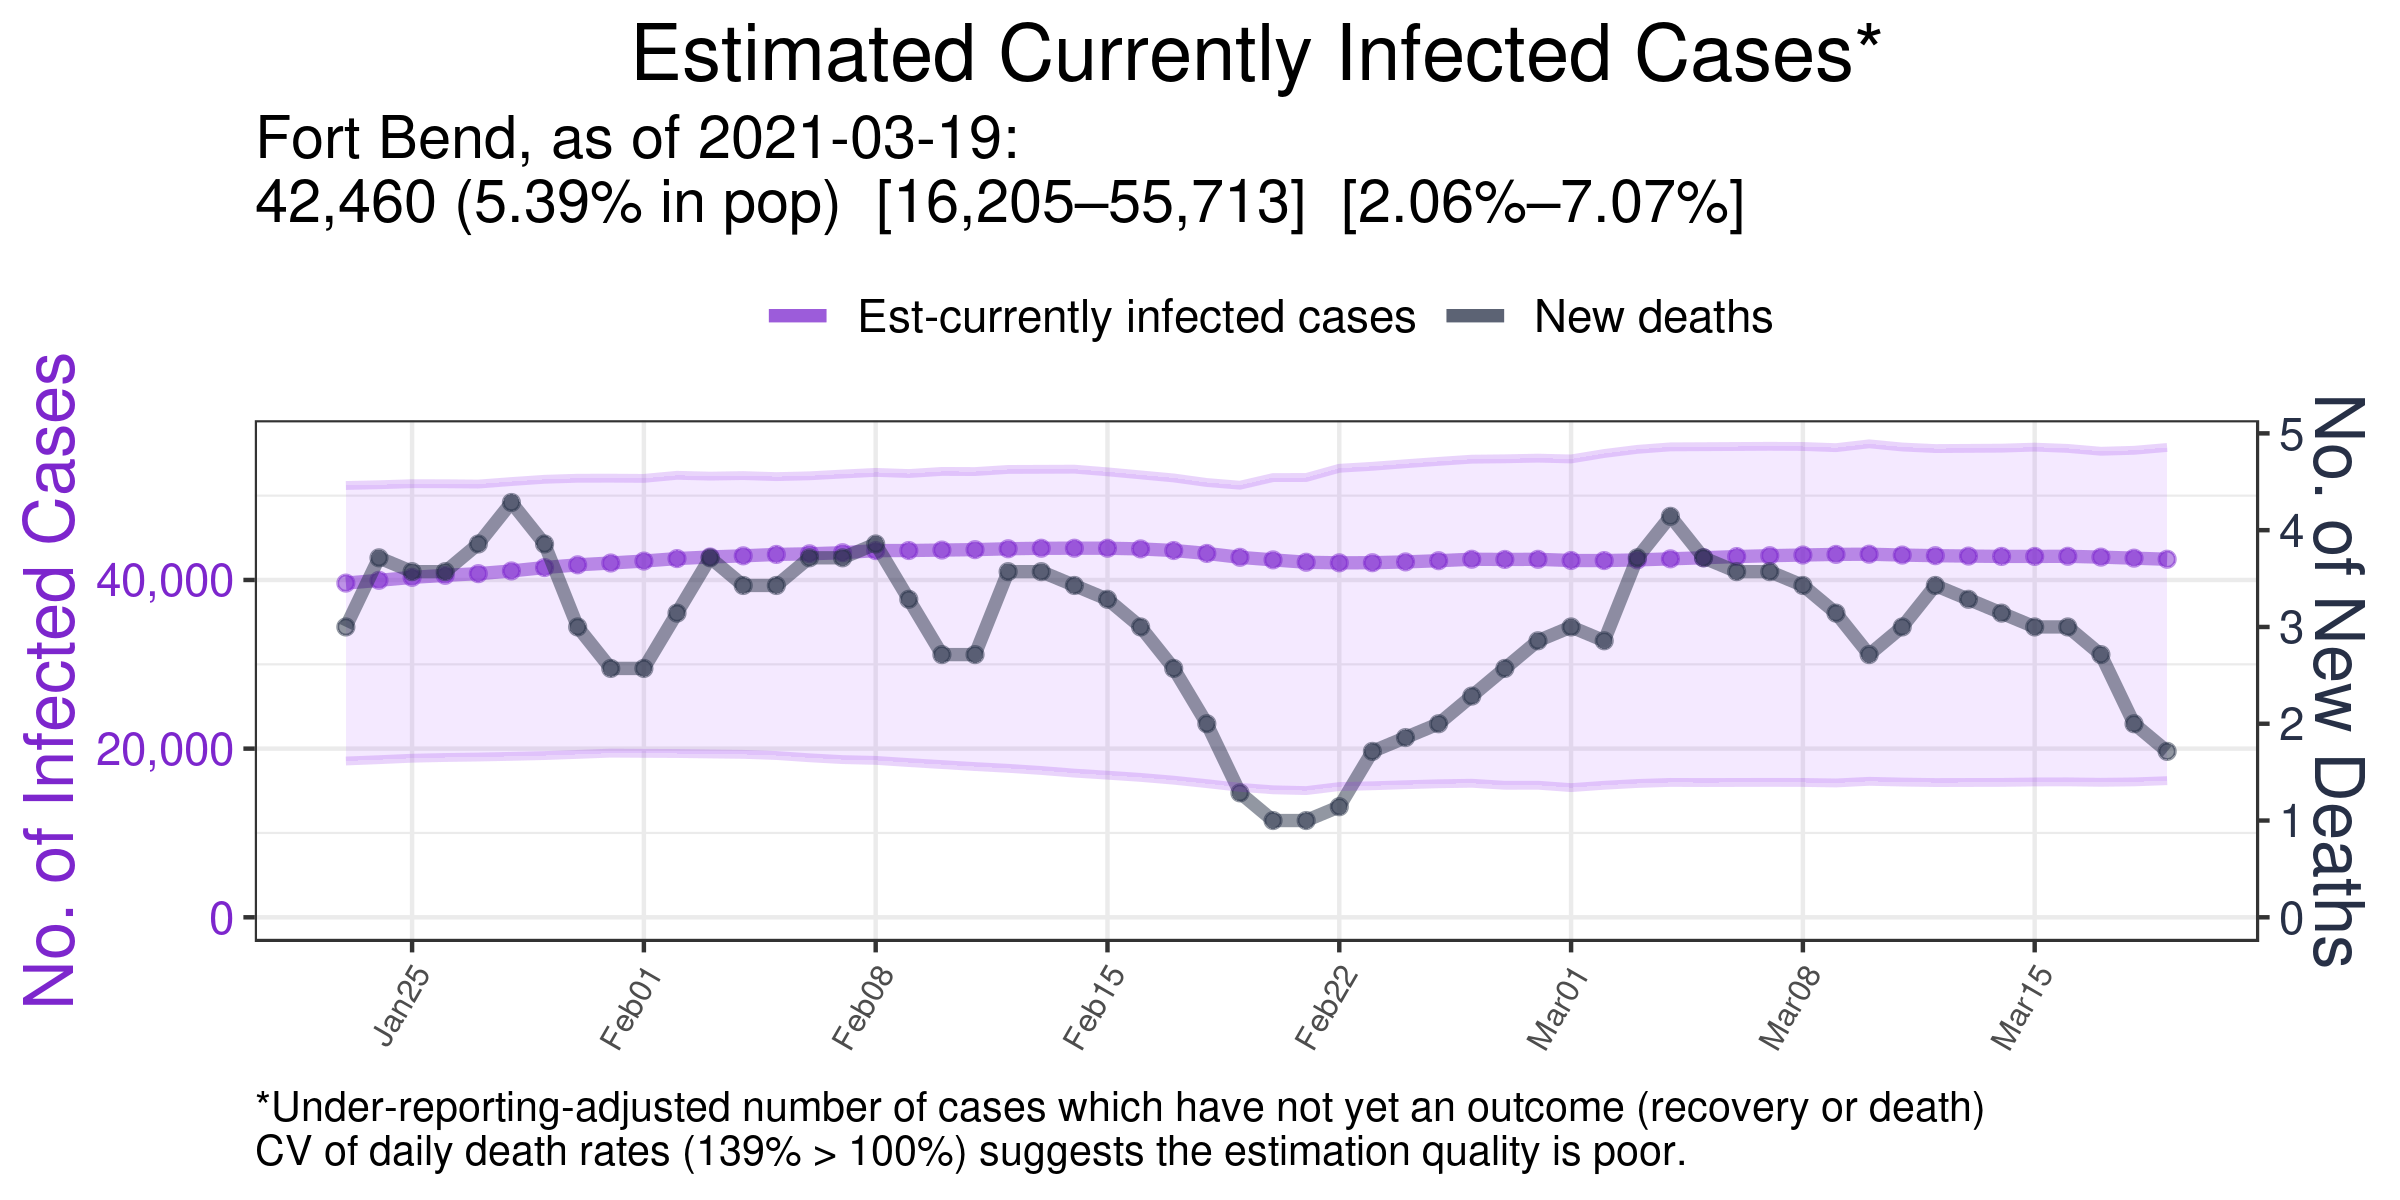 Estimated Currently Infected Cases*
Fort Bend, as of 2021-03-19:
42,460 (5.39% in pop)  [16,205–55,713]  [2.06%–7.07%]
Est-currently infected cases
New deaths
No. of Infected Cases
40,000
20,000
0
5
4
3
2
1
0
No. of New Deaths
Jan25
Feb01
Feb08
Feb15
Feb22
Mar01
Mar08
Mar15
*Under-reporting-adjusted number of cases which have not yet an outcome (recovery or death)
CV of daily death rates (139% > 100%) suggests the estimation quality is poor.